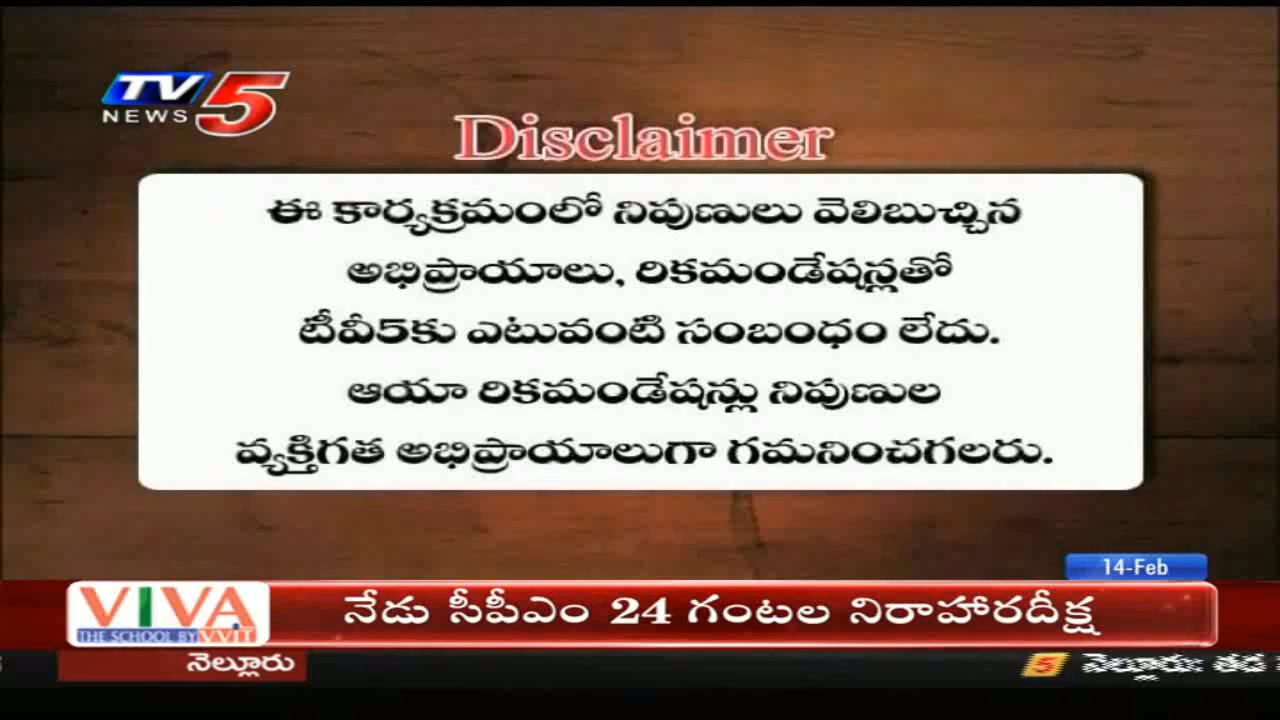 TV5
NEWS
Disclaimer
ఈ కార్యక్రమంలో నిపుణులు వెలిబుచ్చిన
అభిప్రాయాలు, రికమండేషన్లతో
టీవీ5కు ఎటువంటి సంబంధం లేదు.
ఆయా రికమండేషన్లు నిపుణుల
వ్యక్తిగత అభిప్రాయాలుగా గమనించగలరు.
14-Feb
VIVA
THE SCHOOL BY VVIT
నేడు సీపీఎం 24 గంటల నిరాహారదీక్ష
నెల్లూరు
5 నెల్లూరు: